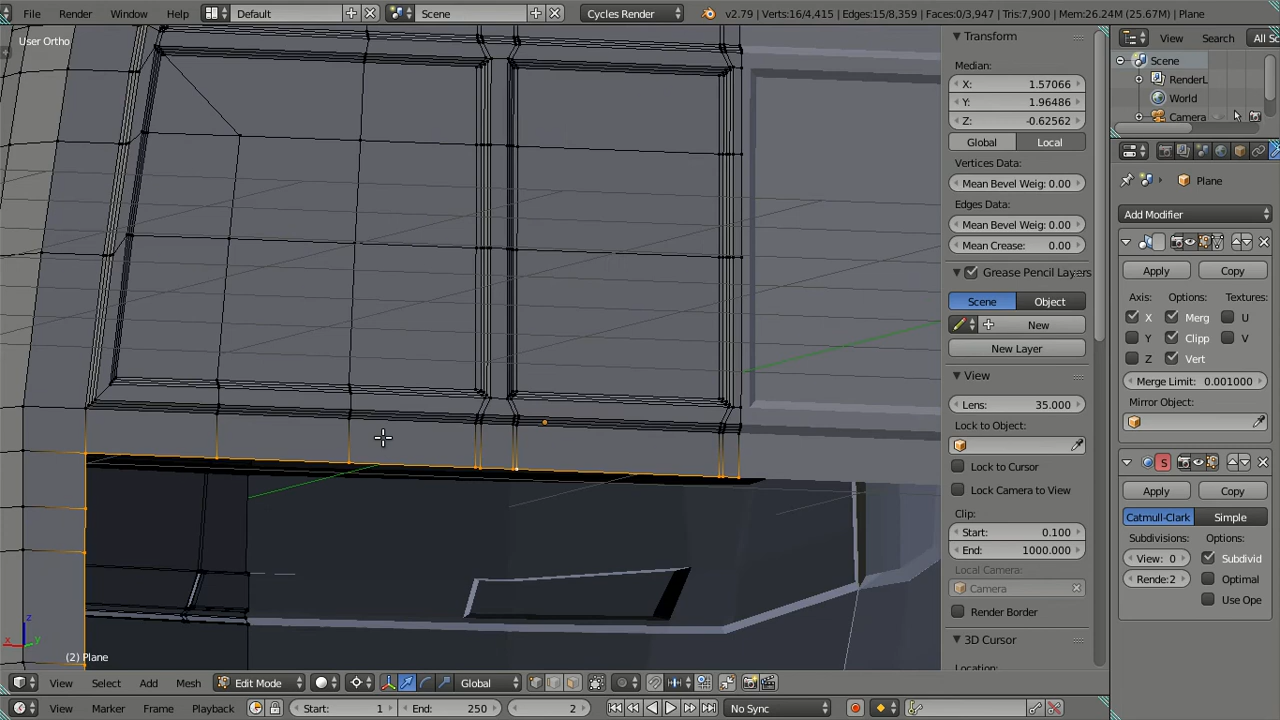 File Render Window Help Default Scene Cycles Render v2.79 | Verts:16/4,415 | Edges:15/8,359 | Faces:0/3,947 | Tris:7,900 | Mem:26.24M (25.67M) | Plane
User Ortho
Transform
Median:
X: 1.57066
Y: 1.96486
Z: -0.62562
Global Local
Vertices Data:
Mean Bevel Weig: 0.00
Edges Data:
Mean Bevel Weig: 0.00
Mean Crease: 0.00
Grease Pencil Layers
Scene Object
New
New Layer
View
Lens: 35.000
Lock to Object:
Lock to Cursor
Lock Camera to View
Clip:
Start: 0.100
End: 1000.000
Local Camera:
Camera
Render Border
3D Cursor
Location:
View Search All Sc
Scene
RenderL
World
Camera
Plane
Add Modifier
Apply Copy
Axis: Options: Textures:
X Merg U
Y Clipp V
Z Vert
Merge Limit: 0.001000
Mirror Object:
S
Apply Copy
Catmull-Clark Simple
Subdivisions: Options:
View: 0 Subdivid
Rende: 2 Optimal
Use Ope
z
x y
(2) Plane
View Select Add Mesh Edit Mode Global
View Marker Frame Playback Start: 1 End: 250 2 No Sync